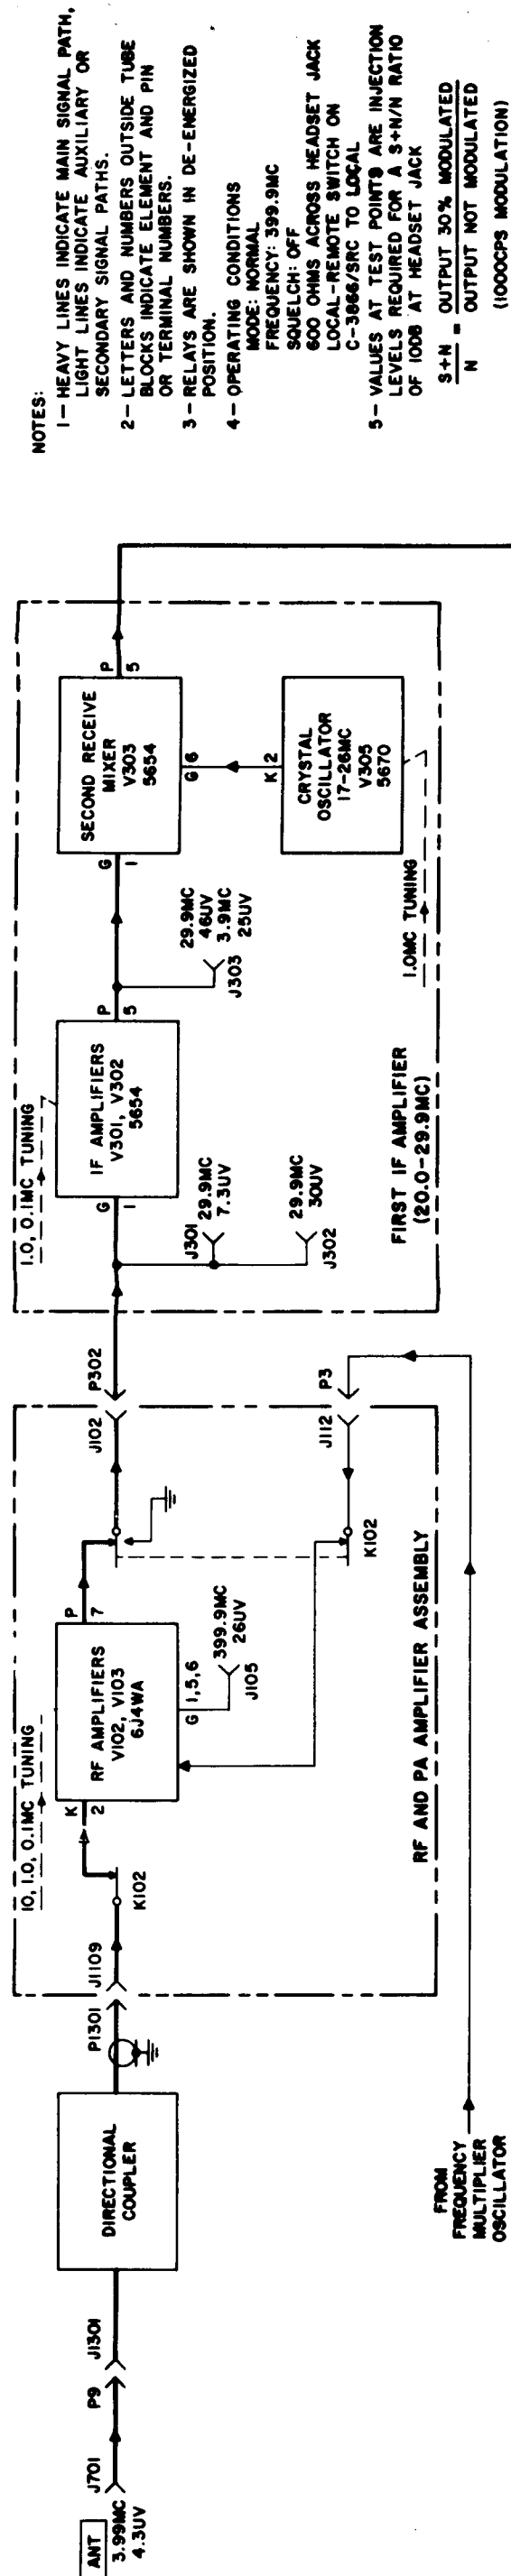 ANT
3.99MC
4.3UV
J701
P9
J1301
DIRECTIONAL
COUPLER
P1301
J1109
K102
10, 1.0, 0.1MC TUNING
K
2
RF AMPLIFIERS
V102, V103
6J4WA
P
7
G 1,5,6
399.9MC
26UV
J105
K102
J102
P302
J112
P3
RF AND PA AMPLIFIER ASSEMBLY
FROM
FREQUENCY
MULTIPLIER
OSCILLATOR
J301
29.9MC
7.3UV
29.9MC
30UV
J302
1.0, 0.1MC TUNING
G
1
IF AMPLIFIERS
V301, V302
5654
P
5
29.9MC
46UV
3.9MC
25UV
J303
G
1
SECOND RECEIVE
MIXER
V303
5654
P
5
G 6
K 2
CRYSTAL
OSCILLATOR
17-26MC
V305
5670
1.0MC TUNING
FIRST IF AMPLIFIER
(20.0-29.9MC)
NOTES:
1- HEAVY LINES INDICATE MAIN SIGNAL PATH,
LIGHT LINES INDICATE AUXILIARY OR
SECONDARY SIGNAL PATHS.
2- LETTERS AND NUMBERS OUTSIDE TUBE
BLOCKS INDICATE ELEMENT AND PIN
OR TERMINAL NUMBERS.
3- RELAYS ARE SHOWN IN DE-ENERGIZED
POSITION.
4- OPERATING CONDITIONS
MODE: NORMAL
FREQUENCY: 399.9MC
SQUELCH: OFF
600 OHMS ACROSS HEADSET JACK
LOCAL-REMOTE SWITCH ON
C-3866/SRC TO LOCAL
5- VALUES AT TEST POINTS ARE INJECTION
LEVELS REQUIRED FOR A S+N/N RATIO
OF 10DB AT HEADSET JACK
S+N = OUTPUT 30% MODULATED
N OUTPUT NOT MODULATED
(1000CPS MODULATION)